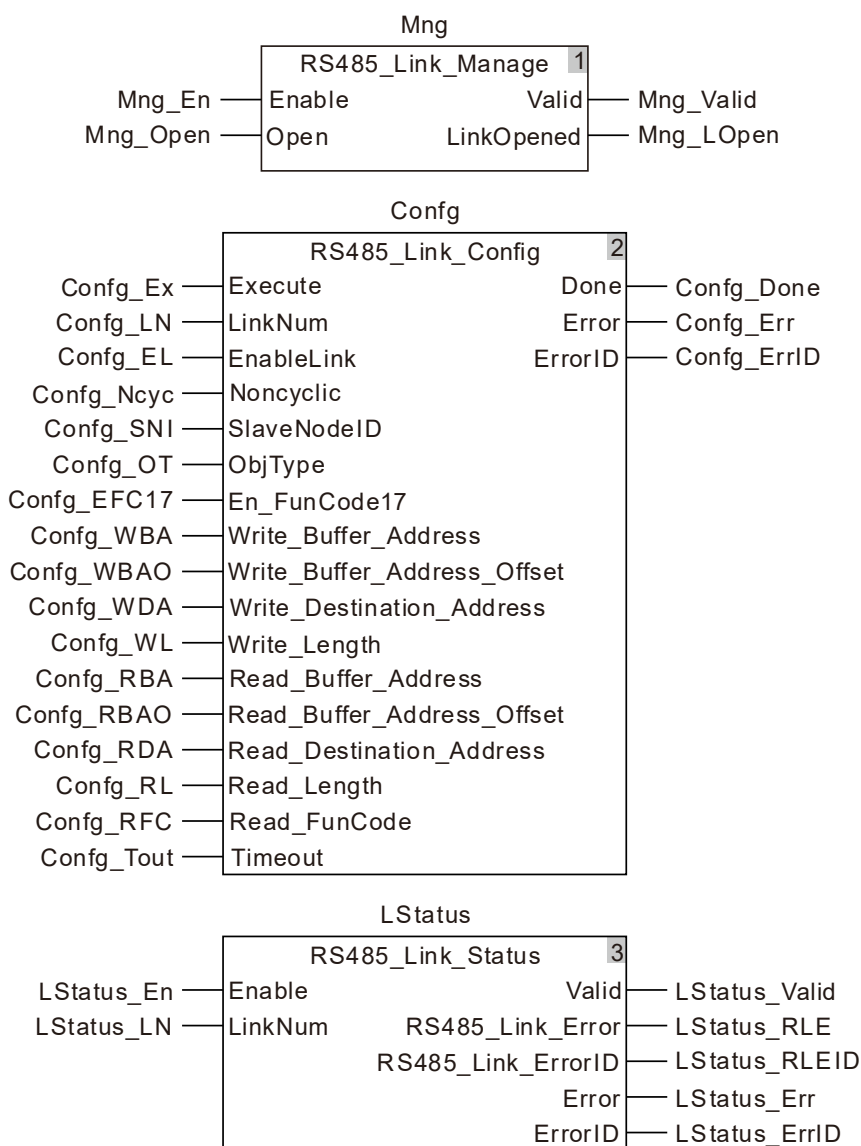 Mng
RS485_Link_Manage 1
Mng_En Enable Valid Mng_Valid
Mng_Open Open LinkOpened Mng_LOpen
Confg
RS485_Link_Config 2
Confg_Ex Execute Done Confg_Done
Confg_LN LinkNum Error Confg_Err
Confg_EL EnableLink ErrorID Confg_ErrID
Confg_Ncyc Noncyclic
Confg_SNI SlaveNodeID
Confg_OT ObjType
Confg_EFC17 En_FunCode17
Confg_WBA Write_Buffer_Address
Confg_WBAO Write_Buffer_Address_Offset
Confg_WDA Write_Destination_Address
Confg_WL Write_Length
Confg_RBA Read_Buffer_Address
Confg_RBAO Read_Buffer_Address_Offset
Confg_RDA Read_Destination_Address
Confg_RL Read_Length
Confg_RFC Read_FunCode
Confg_Tout Timeout
LStatus
RS485_Link_Status 3
LStatus_En Enable Valid LStatus_Valid
LStatus_LN LinkNum RS485_Link_Error LStatus_RLE
RS485_Link_ErrorID LStatus_RLEID
Error LStatus_Err
ErrorID LStatus_ErrID